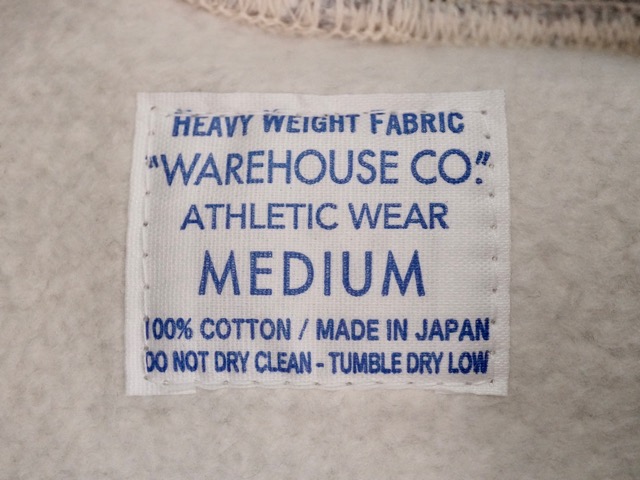 HEAVY WEIGHT FABRIC
"WAREHOUSE CO."
ATHLETIC WEAR
MEDIUM
100% COTTON / MADE IN JAPAN
DO NOT DRY CLEAN - TUMBLE DRY LOW